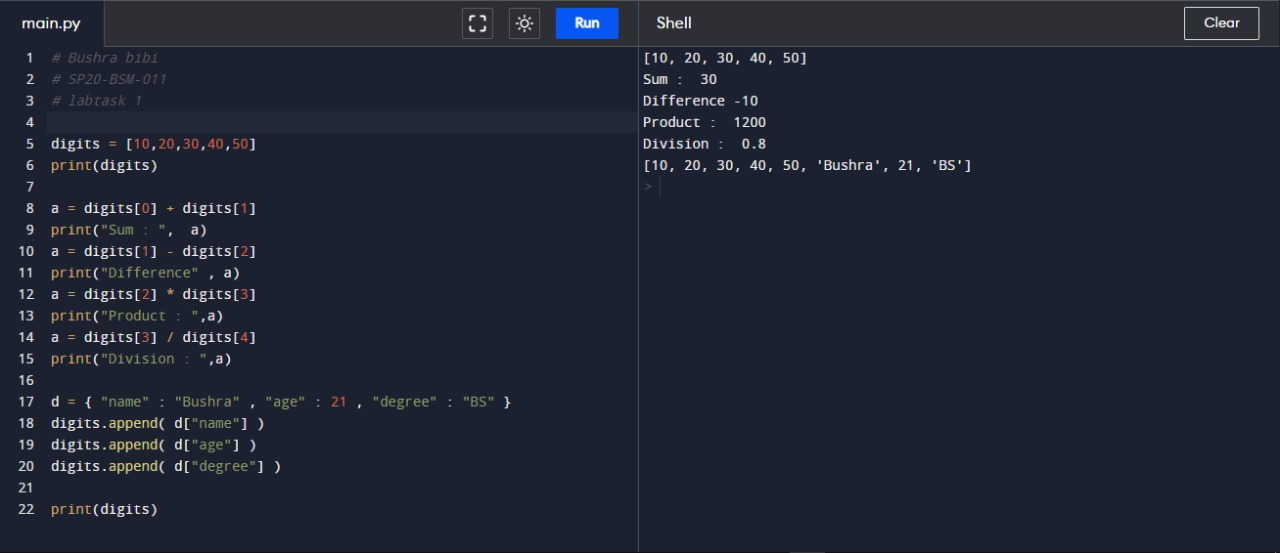 main.py
Run
1 # Bushra bibi
2 # SP20-BSM-011
3 # labtask 1
4
5 digits = [10,20,30,40,50]
6 print(digits)
7
8 a = digits[0] + digits[1]
9 print("Sum : ",  a)
10 a = digits[1] - digits[2]
11 print("Difference" , a)
12 a = digits[2] * digits[3]
13 print("Product : ",a)
14 a = digits[3] / digits[4]
15 print("Division : ",a)
16
17 d = { "name" : "Bushra" , "age" : 21 , "degree" : "BS" }
18 digits.append( d["name"] )
19 digits.append( d["age"] )
20 digits.append( d["degree"] )
21
22 print(digits)
Shell
Clear
[10, 20, 30, 40, 50]
Sum :  30
Difference -10
Product :  1200
Division :  0.8
[10, 20, 30, 40, 50, 'Bushra', 21, 'BS']
>